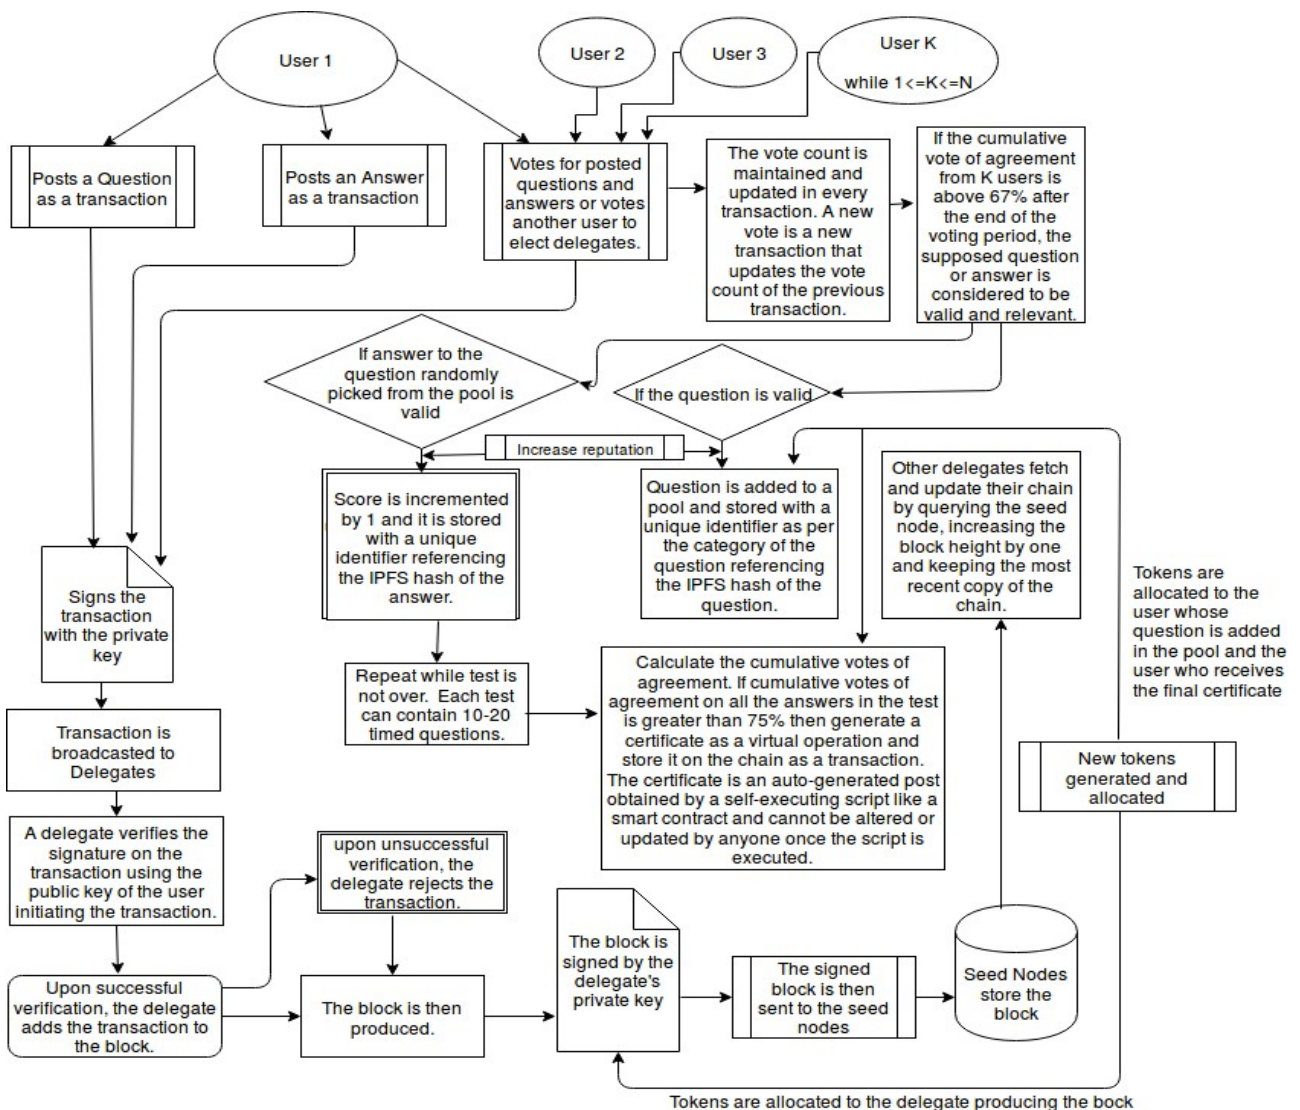 User 1
User 2
User 3
User K
while 1<=K<=N
Posts a Question
as a transaction
Posts an Answer
as a transaction
Votes for posted
questions and
answers or votes
another user to
elect delegates.
The vote count is
maintained and
updated in every
transaction. A new
vote is a new
transaction that
updates the vote
count of the previous
transaction.
If the cumulative
vote of agreement
from K users is
above 67% after
the end of the
voting period, the
supposed question
or answer is
considered to be
valid and relevant.
If answer to the
question randomly
picked from the pool is
valid
If the question is valid
Increase reputation
Score is incremented
by 1 and it is stored
with a unique
identifier referencing
the IPFS hash of the
answer.
Question is added to a
pool and stored with a
unique identifier as per
the category of the
question referencing
the IPFS hash of the
question.
Other delegates fetch
and update their chain
by querying the seed
node, increasing the
block height by one
and keeping the most
recent copy of the
chain.
Tokens are
allocated to the
user whose
question is added
in the pool and the
user who receives
the final certificate
Signs the
transaction
with the private
key
Repeat while test is
not over. Each test
can contain 10-20
timed questions.
Calculate the cumulative votes of
agreement. If cumulative votes of
agreement on all the answers in the test
is greater than 75% then generate a
certificate as a virtual operation and
store it on the chain as a transaction.
The certificate is an auto-generated post
obtained by a self-executing script like a
smart contract and cannot be altered or
updated by anyone once the script is
executed.
Transaction is
broadcasted to
Delegates
New tokens
generated and
allocated
A delegate verifies the
signature on the
transaction using the
public key of the user
initiating the transaction.
upon unsuccessful
verification, the
delegate rejects the
transaction.
Upon successful
verification, the delegate
adds the transaction to
the block.
The block is then
produced.
The block is
signed by the
delegate's
private key
The signed
block is then
sent to the seed
nodes
Seed Nodes
store the
block
Tokens are allocated to the delegate producing the bock